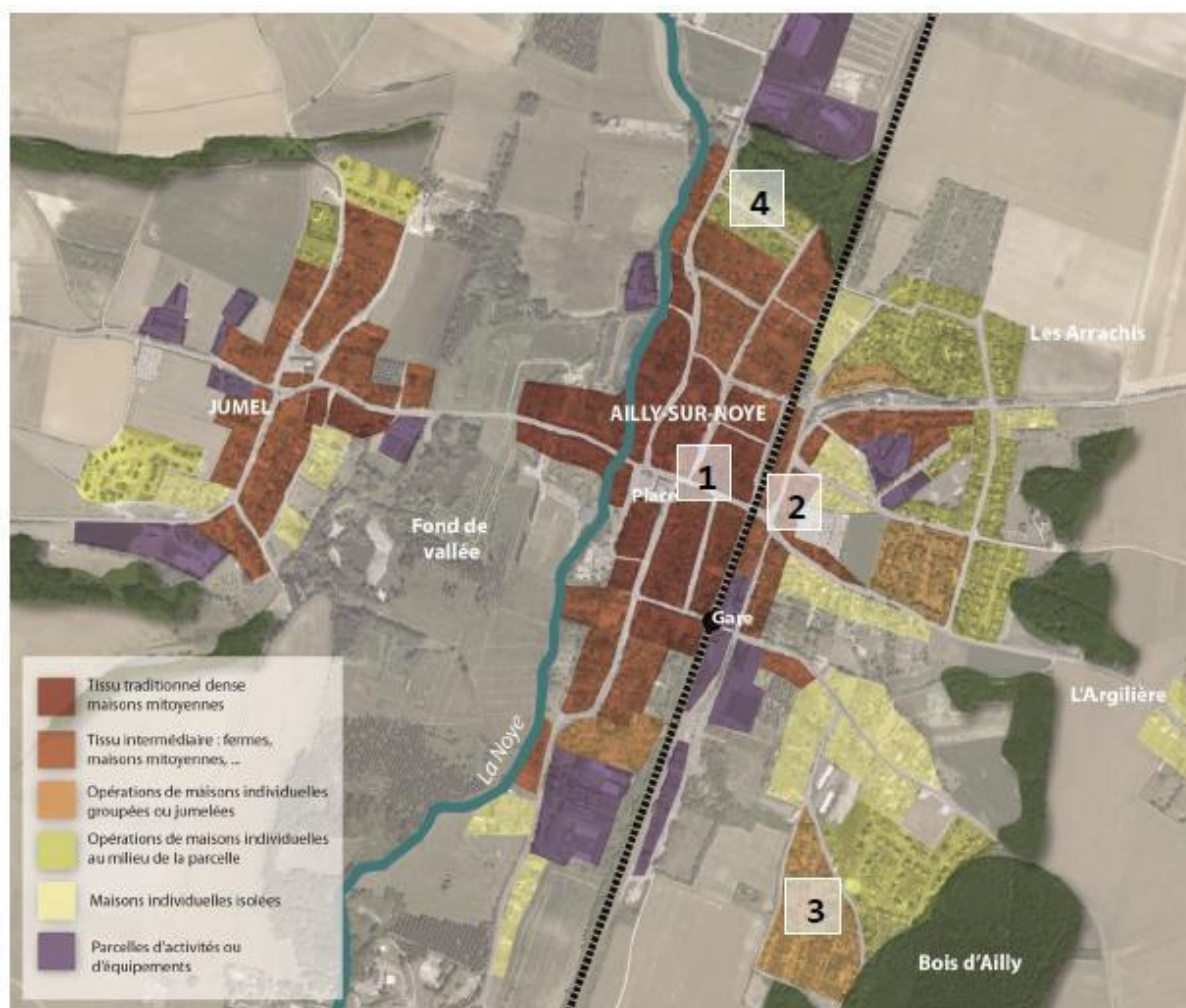 4
Les Arrachis
JUMEL
AILLY-SUR-NOYE
1
Place
2
Fond de
vallée
Gare
L'Argilière
La Noye
3
Bois d'Ailly
Tissu traditionnel dense
maisons mitoyennes
Tissu intermédiaire : fermes,
maisons mitoyennes, ...
Opérations de maisons individuelles
groupées ou jumelées
Opérations de maisons individuelles
au milieu de la parcelle
Maisons individuelles isolées
Parcelles d'activités ou
d'équipements